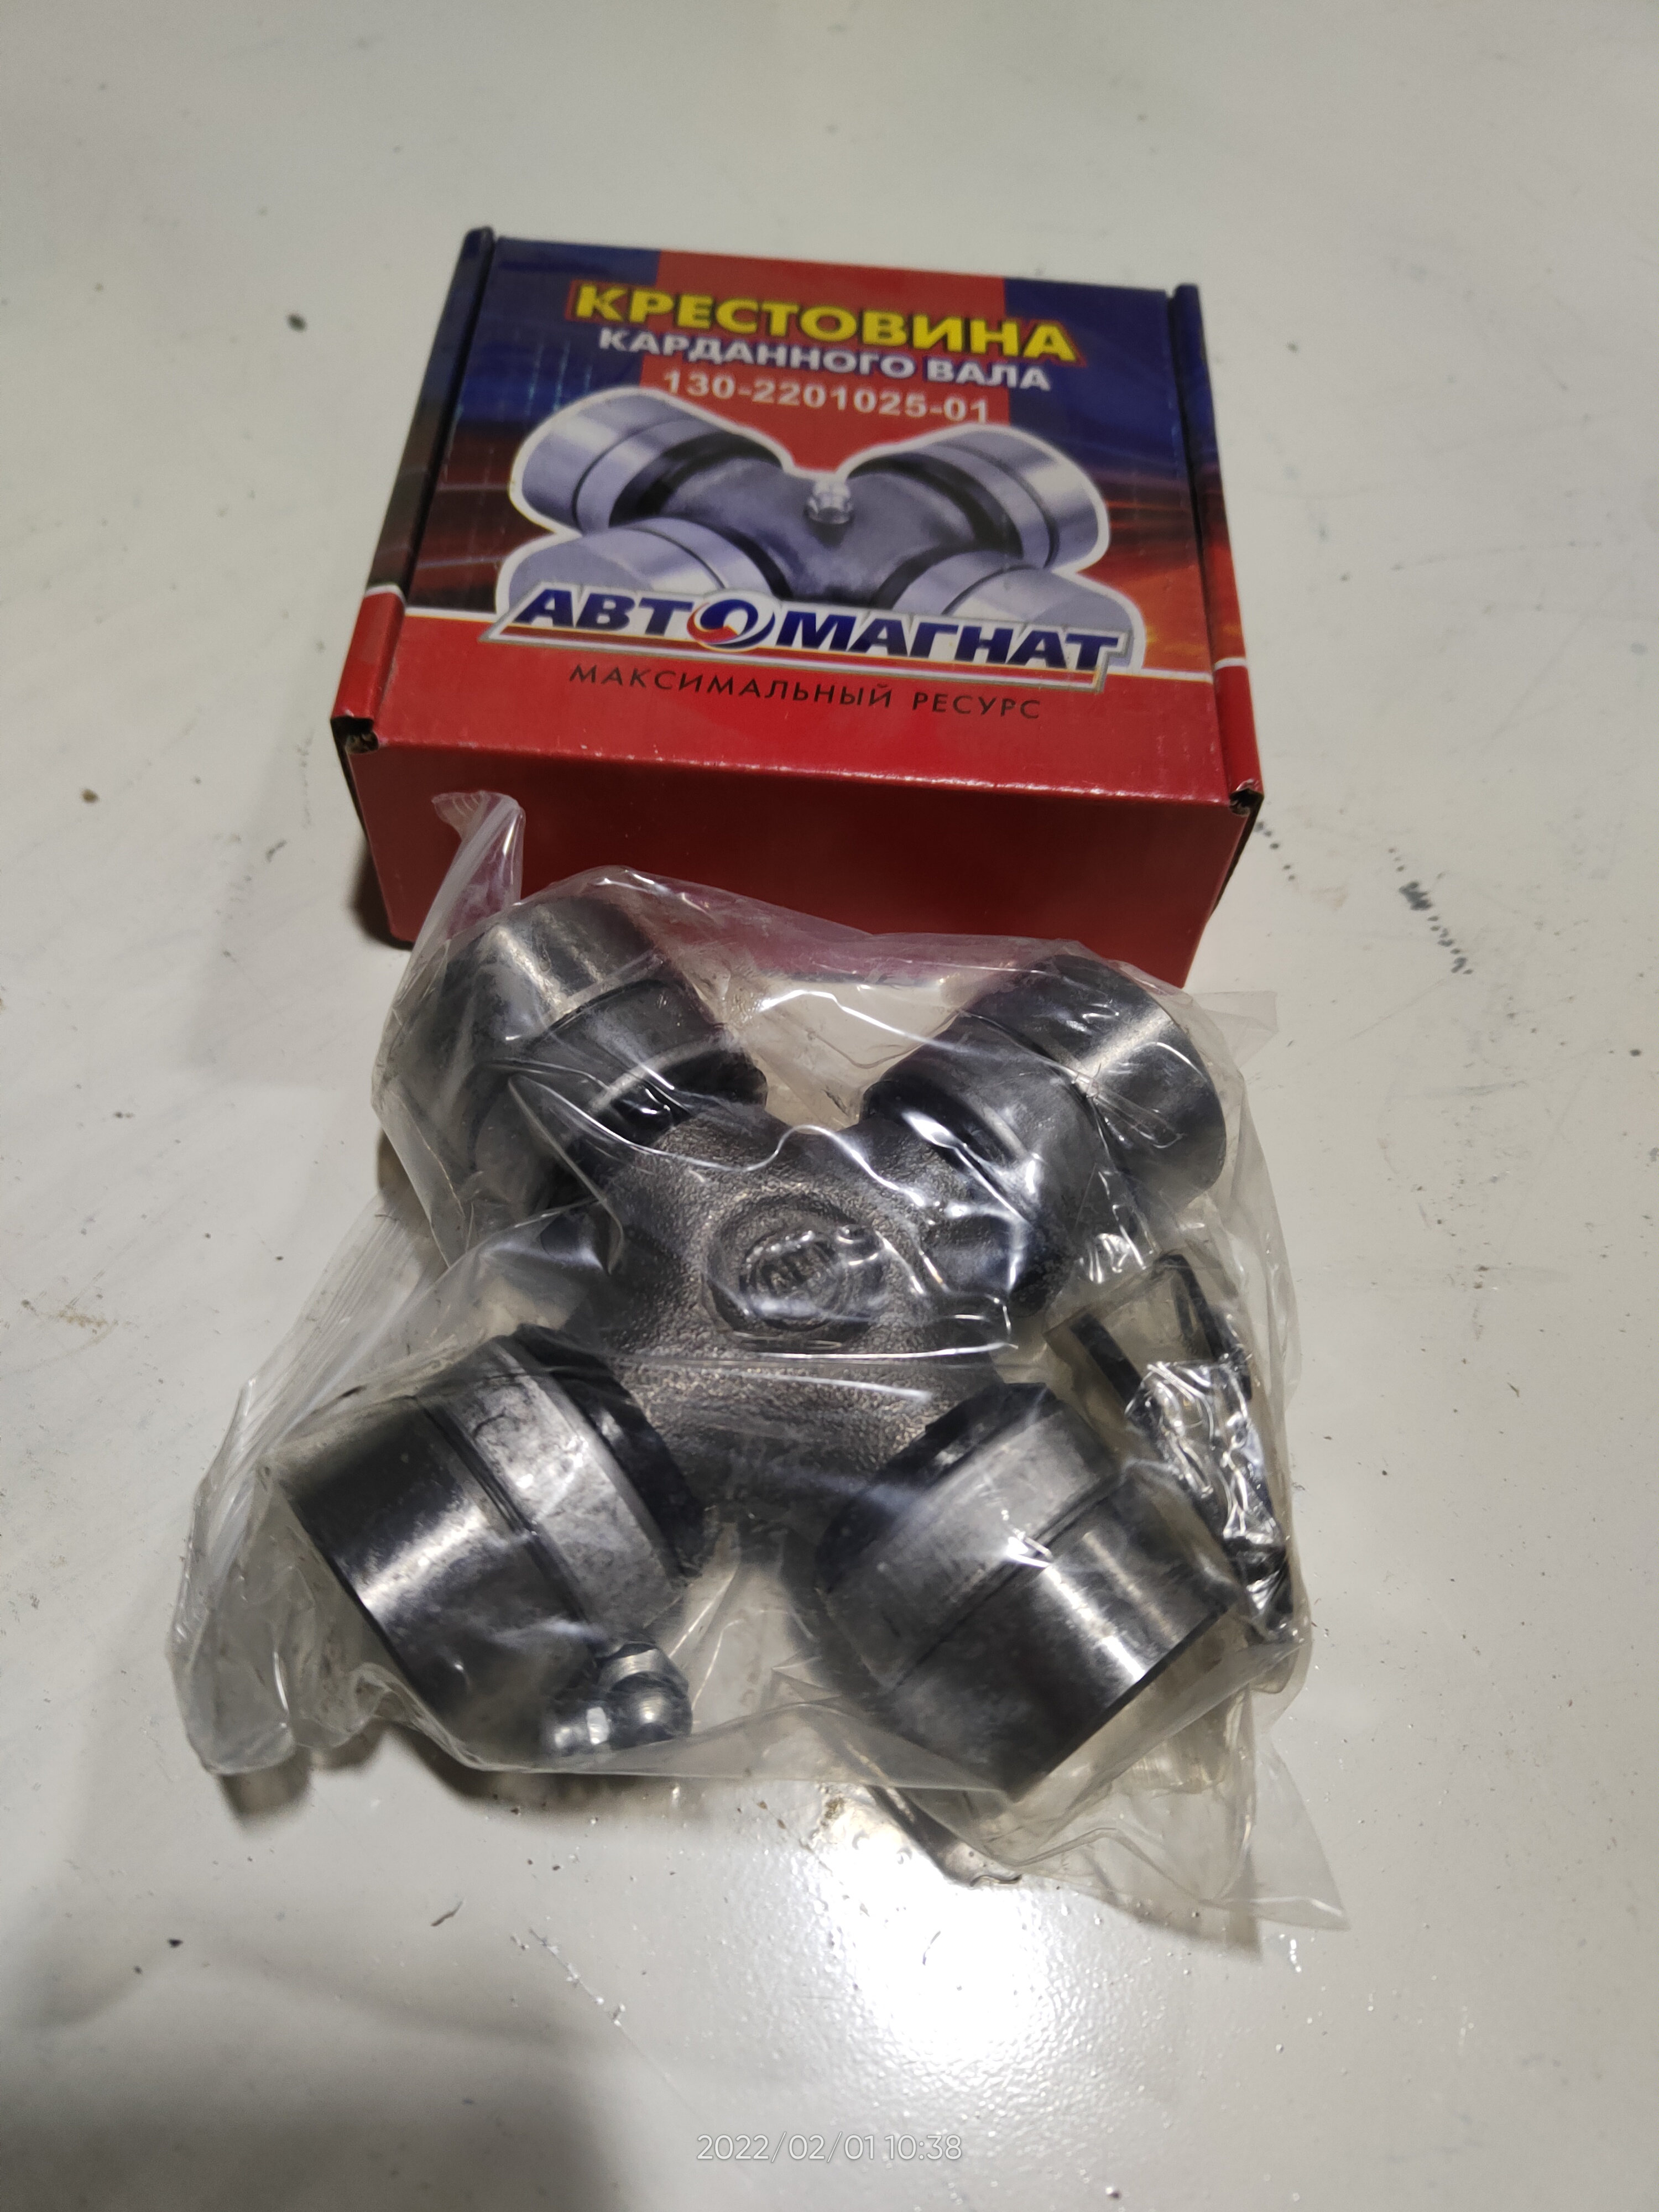 КРЕСТОВИНА
КАРДАННОГО ВАЛА
130-2201025-01
АВТОМАГНАТ
МАКСИМАЛЬНЫЙ РЕСУРС
2022/02/01 10:38